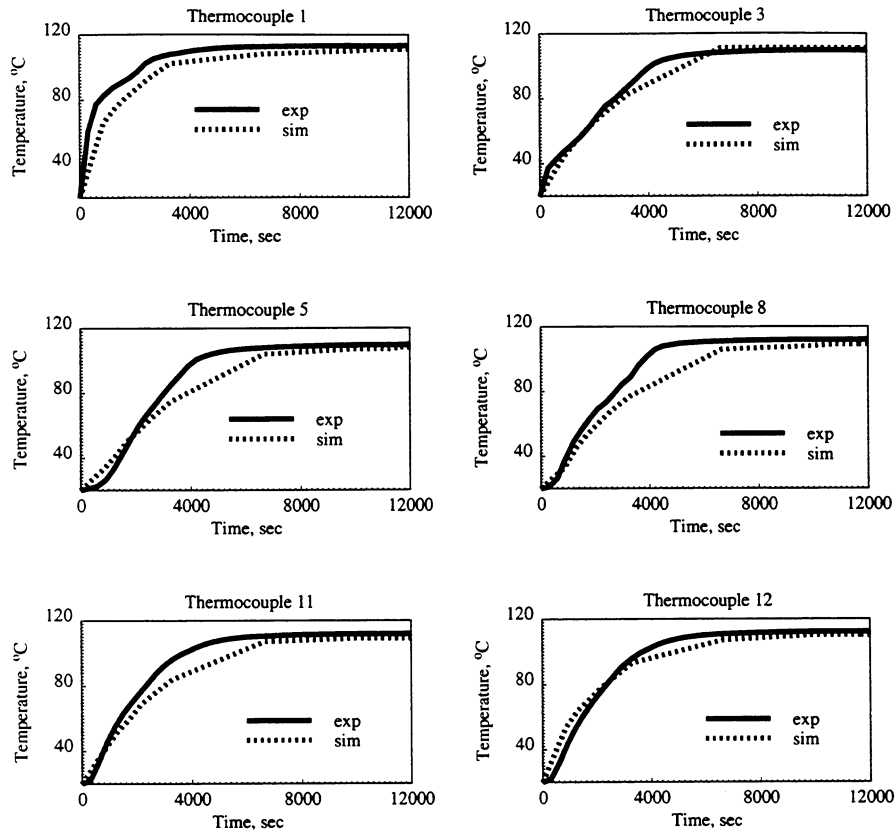 Thermocouple 1
120
80
40
Temperature, °C
exp
sim
0 4000 8000 12000
Time, sec
Thermocouple 3
120
80
40
Temperature, °C
exp
sim
0 4000 8000 12000
Time, sec
Thermocouple 5
120
80
40
Temperature, °C
exp
sim
0 4000 8000 12000
Time, sec
Thermocouple 8
120
80
40
Temperature, °C
exp
sim
0 4000 8000 12000
Time, sec
Thermocouple 11
120
80
40
Temperature, °C
exp
sim
0 4000 8000 12000
Time, sec
Thermocouple 12
120
80
40
Temperature, °C
exp
sim
0 4000 8000 12000
Time, sec